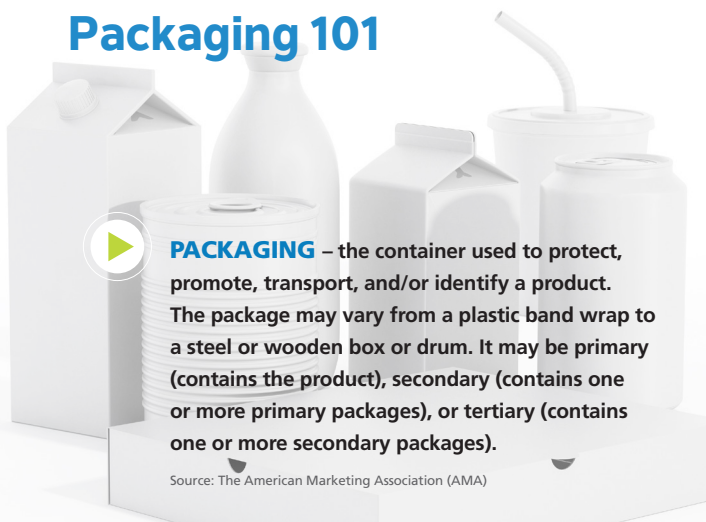 Packaging 101
PACKAGING – the container used to protect,
promote, transport, and/or identify a product.
The package may vary from a plastic band wrap to
a steel or wooden box or drum. It may be primary
(contains the product), secondary (contains one
or more primary packages), or tertiary (contains
one or more secondary packages).
Source: The American Marketing Association (AMA)